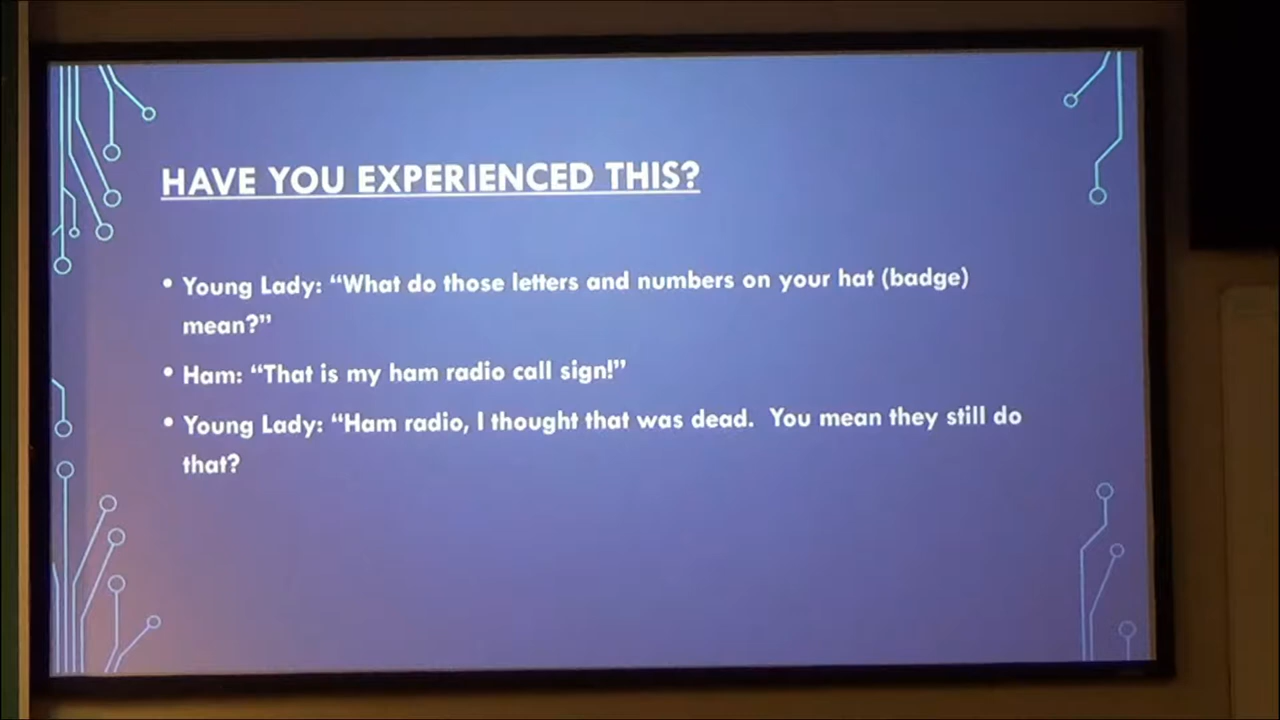 HAVE YOU EXPERIENCED THIS?
• Young Lady: “What do those letters and numbers on your hat (badge)
mean?”
• Ham: “That is my ham radio call sign!”
• Young Lady: “Ham radio, I thought that was dead.  You mean they still do
that?